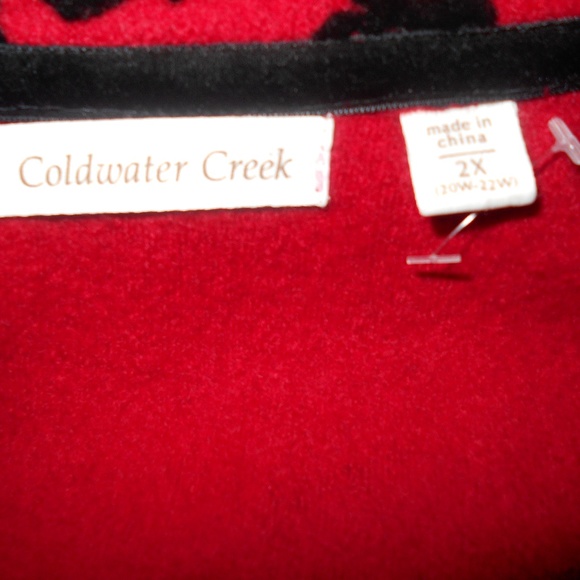 Coldwater Creek
made in
china
2X
(20W-22W)